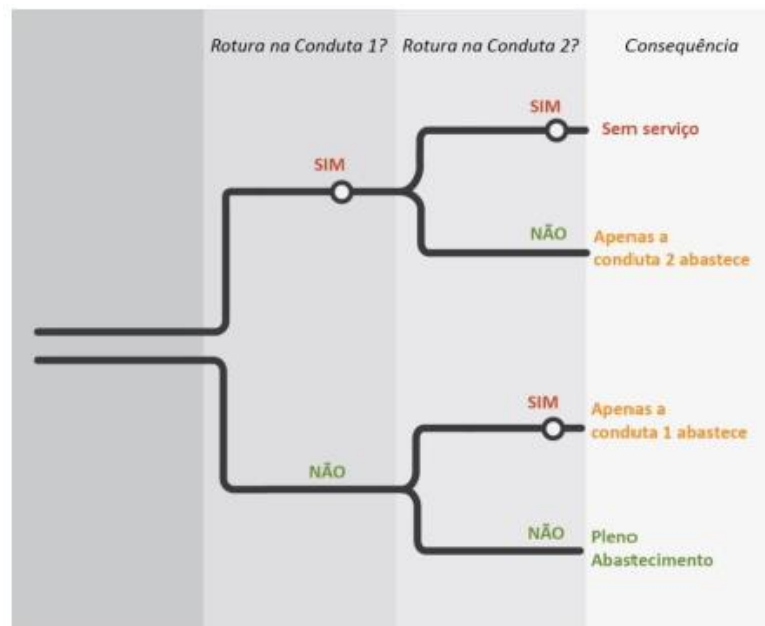 Rotura na Conduta 1? Rotura na Conduta 2? Consequência
SIM
Sem serviço
SIM
NÃO
Apenas a
conduta 2 abastece
SIM
Apenas a
conduta 1 abastece
NÃO
NÃO
Pleno
Abastecimento